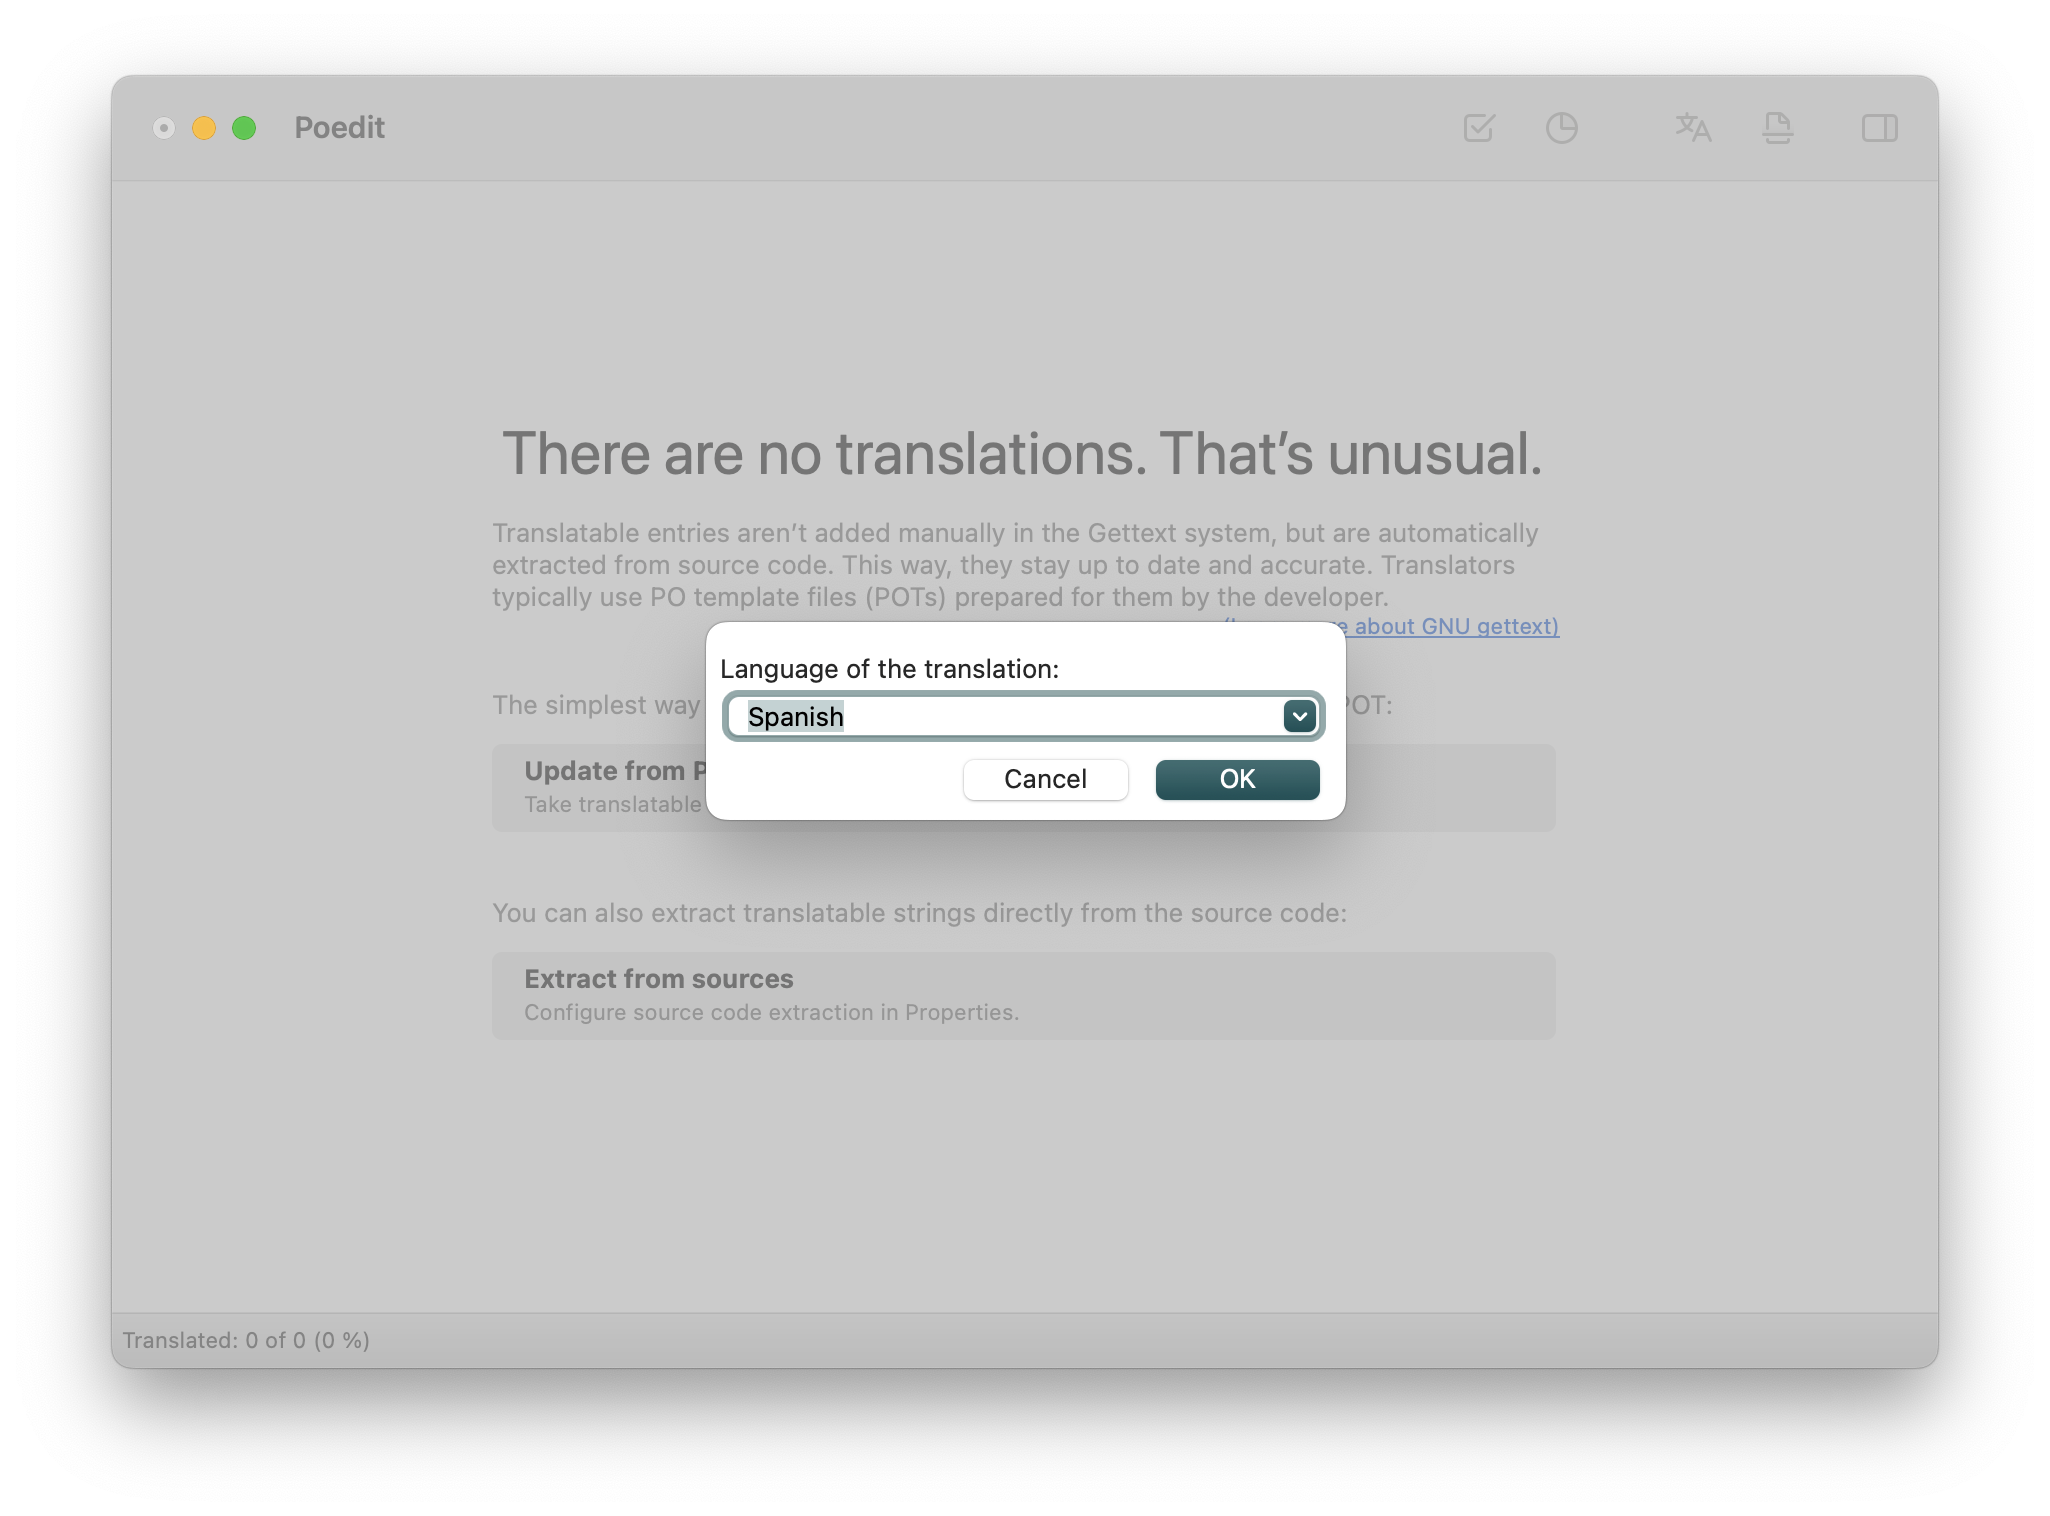 Poedit
There are no translations. That’s unusual.
Translatable entries aren’t added manually in the Gettext system, but are automatically
extracted from source code. This way, they stay up to date and accurate. Translators
typically use PO template files (POTs) prepared for them by the developer.
about GNU gettext)
Language of the translation:
The simplest way
POT:
Spanish
Update from
Take translatable
Cancel
OK
You can also extract translatable strings directly from the source code:
Extract from sources
Configure source code extraction in Properties.
Translated: 0 of 0 (0 %)